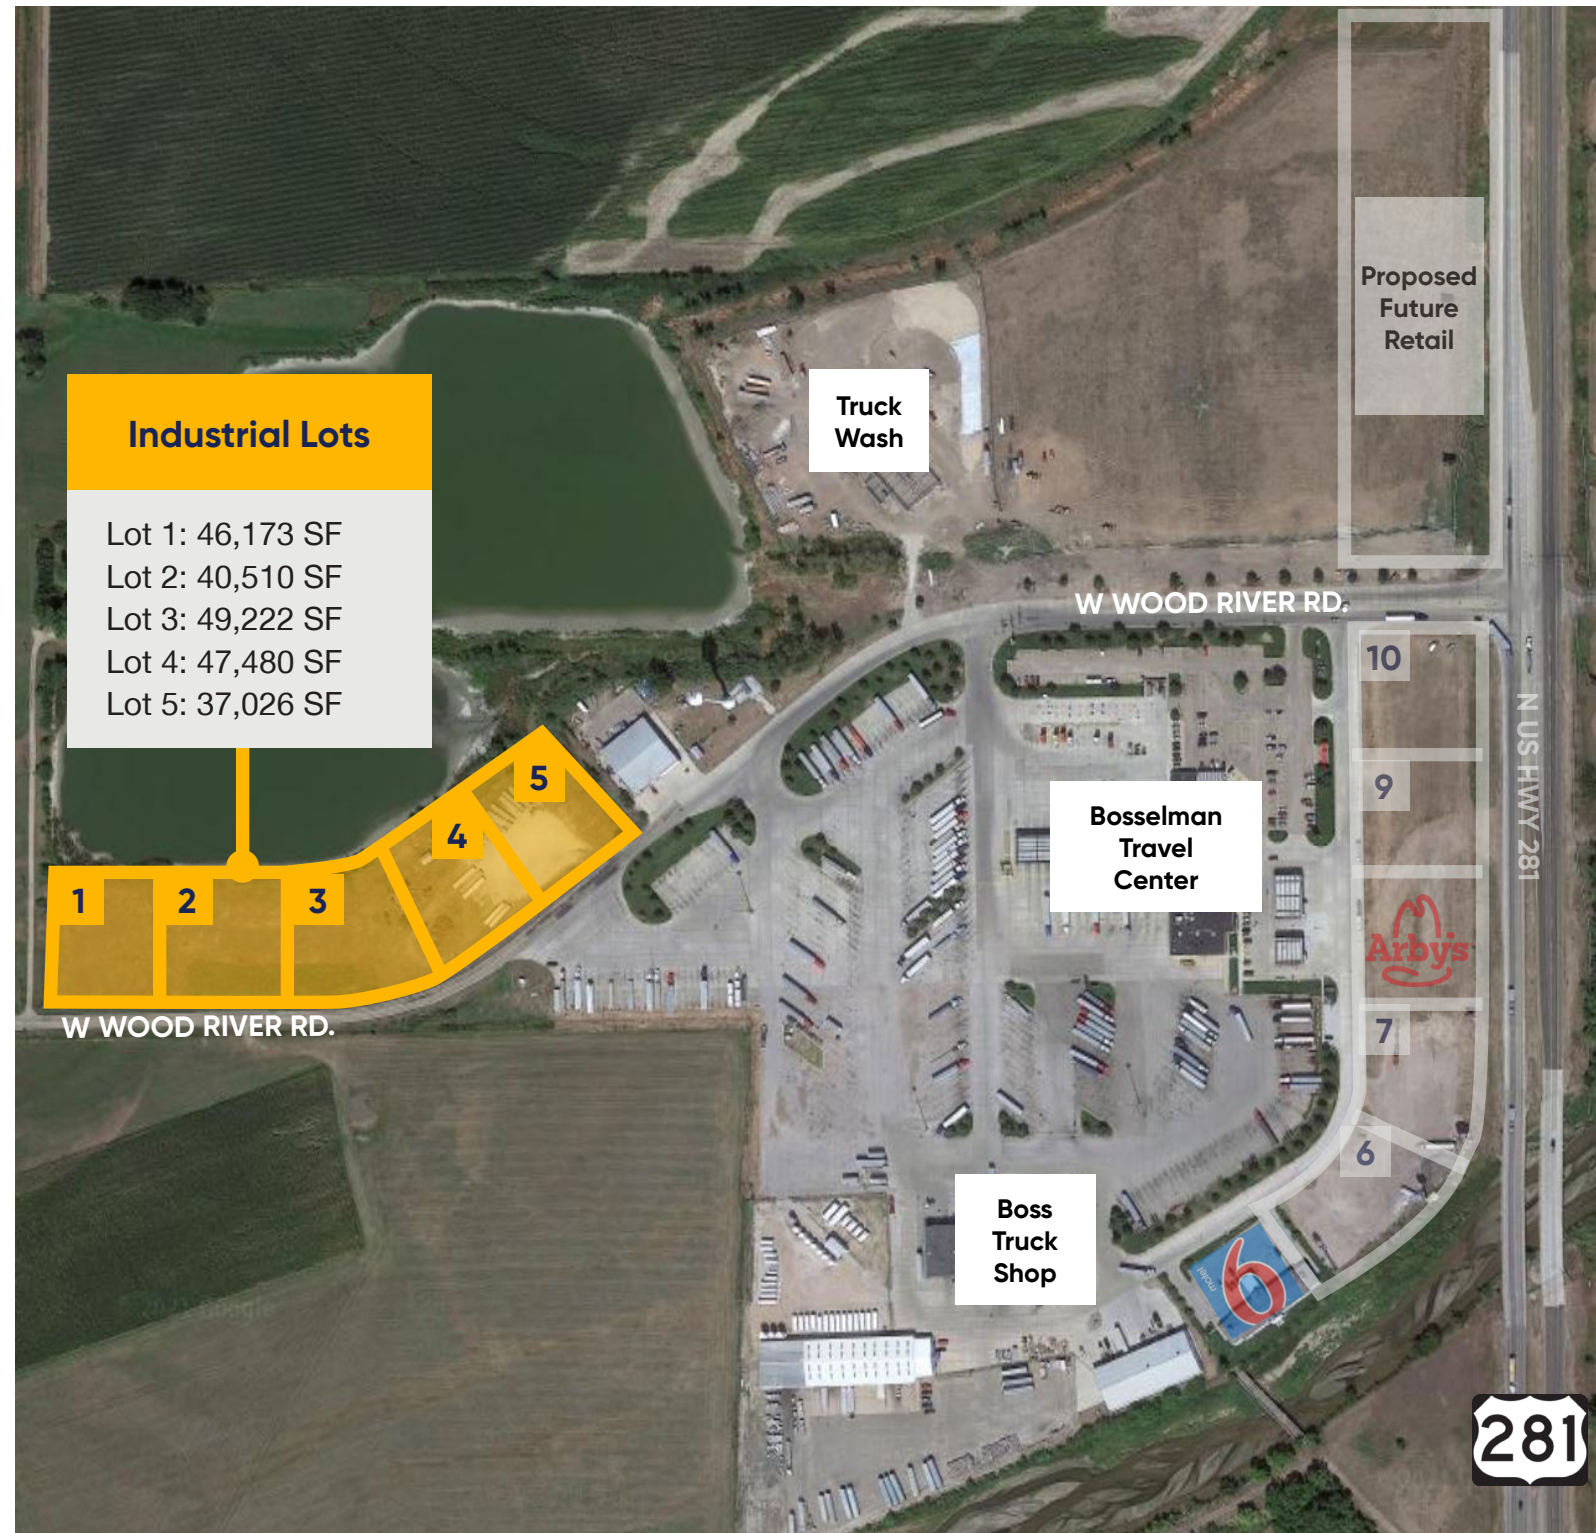 Proposed
Future
Retail
Truck
Wash
Industrial Lots
Lot 1: 46,173 SF
Lot 2: 40,510 SF
Lot 3: 49,222 SF
Lot 4: 47,480 SF
Lot 5: 37,026 SF
W WOOD RIVER RD.
10
N US HWY 281
5
9
4
Bosselman
Travel
Center
1
2
3
Arby's
W WOOD RIVER RD.
7
6
Boss
Truck
Shop
motel
6
281